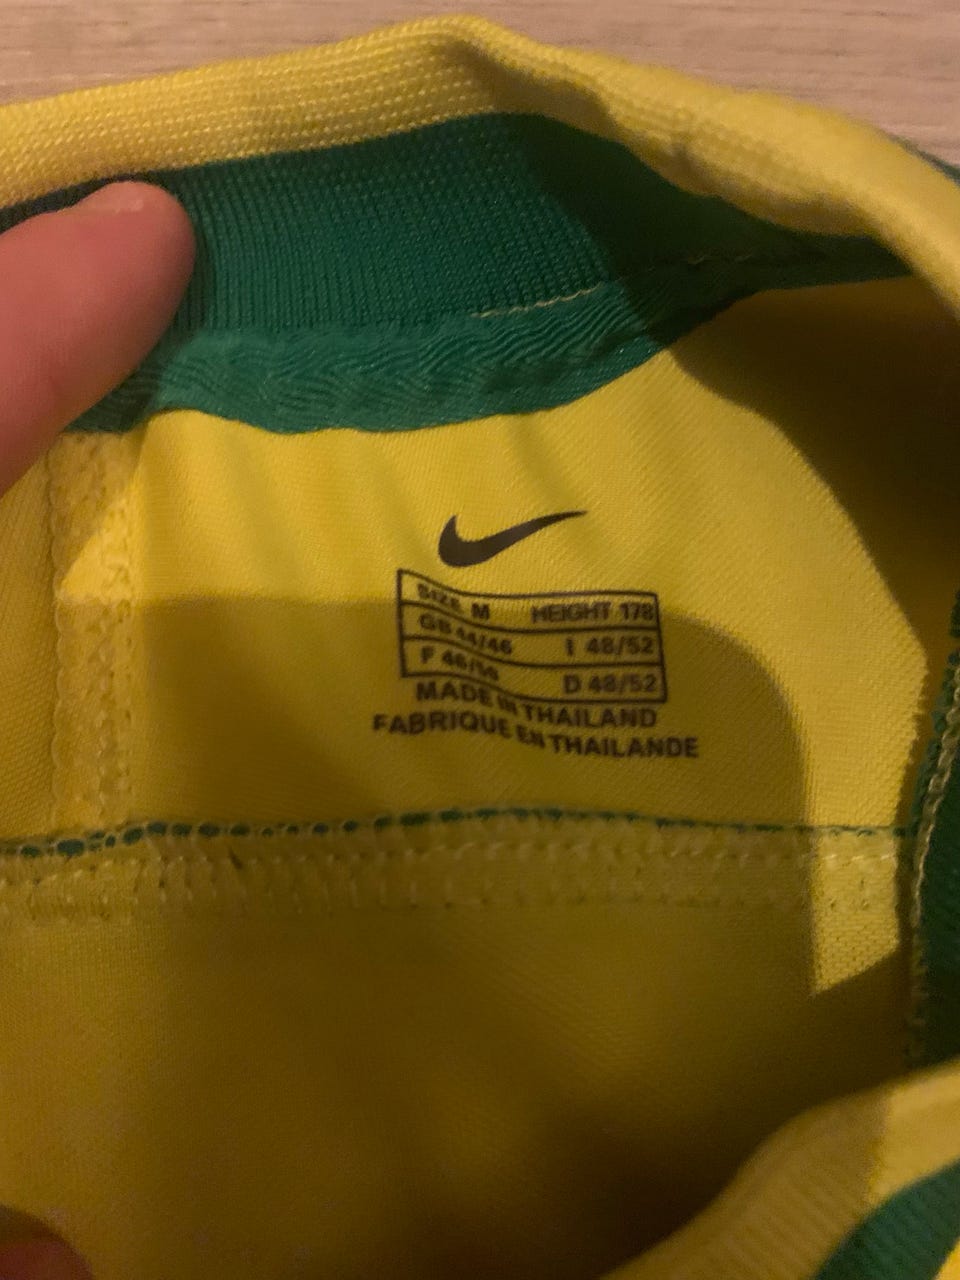 SIZE M HEIGHT 178
GB 44/46 I 48/52
F 46/50 D 48/52
MADE IN THAILAND
FABRIQUE EN THAILANDE